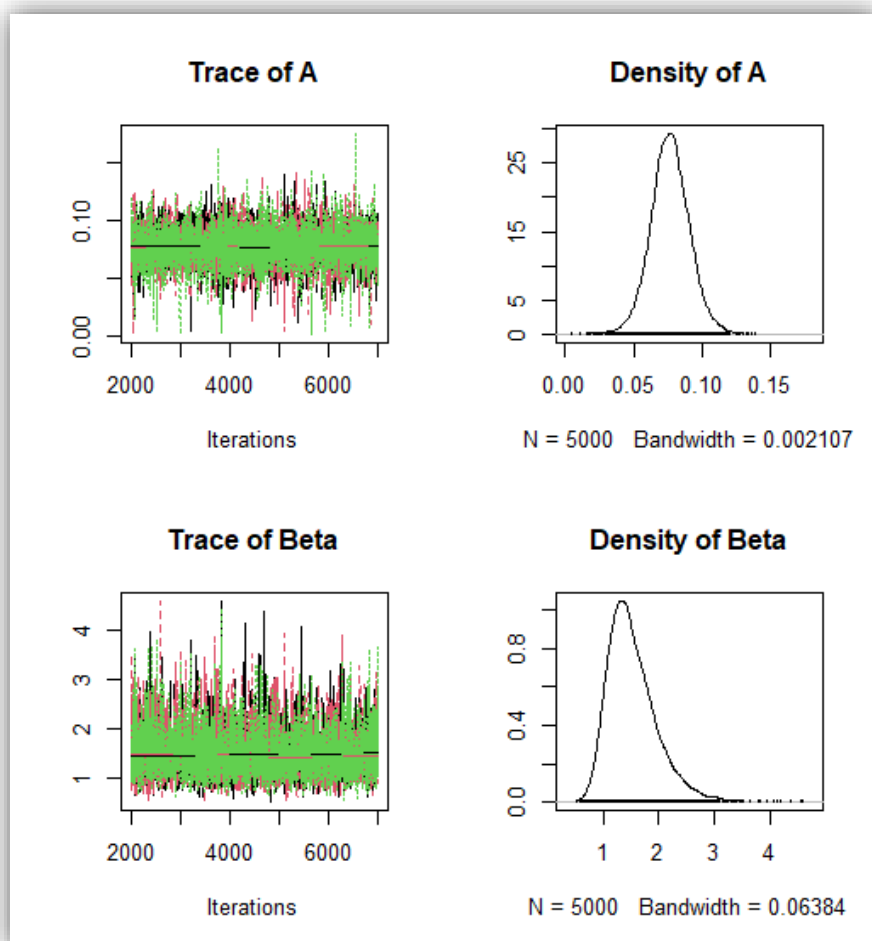 Trace of A
0.00 0.10
2000 4000 6000
Iterations
Density of A
0 5 15 25
0.00 0.05 0.10 0.15
N = 5000 Bandwidth = 0.002107
Trace of Beta
1 2 3 4
2000 4000 6000
Iterations
Density of Beta
0.0 0.4 0.8
1 2 3 4
N = 5000 Bandwidth = 0.06384